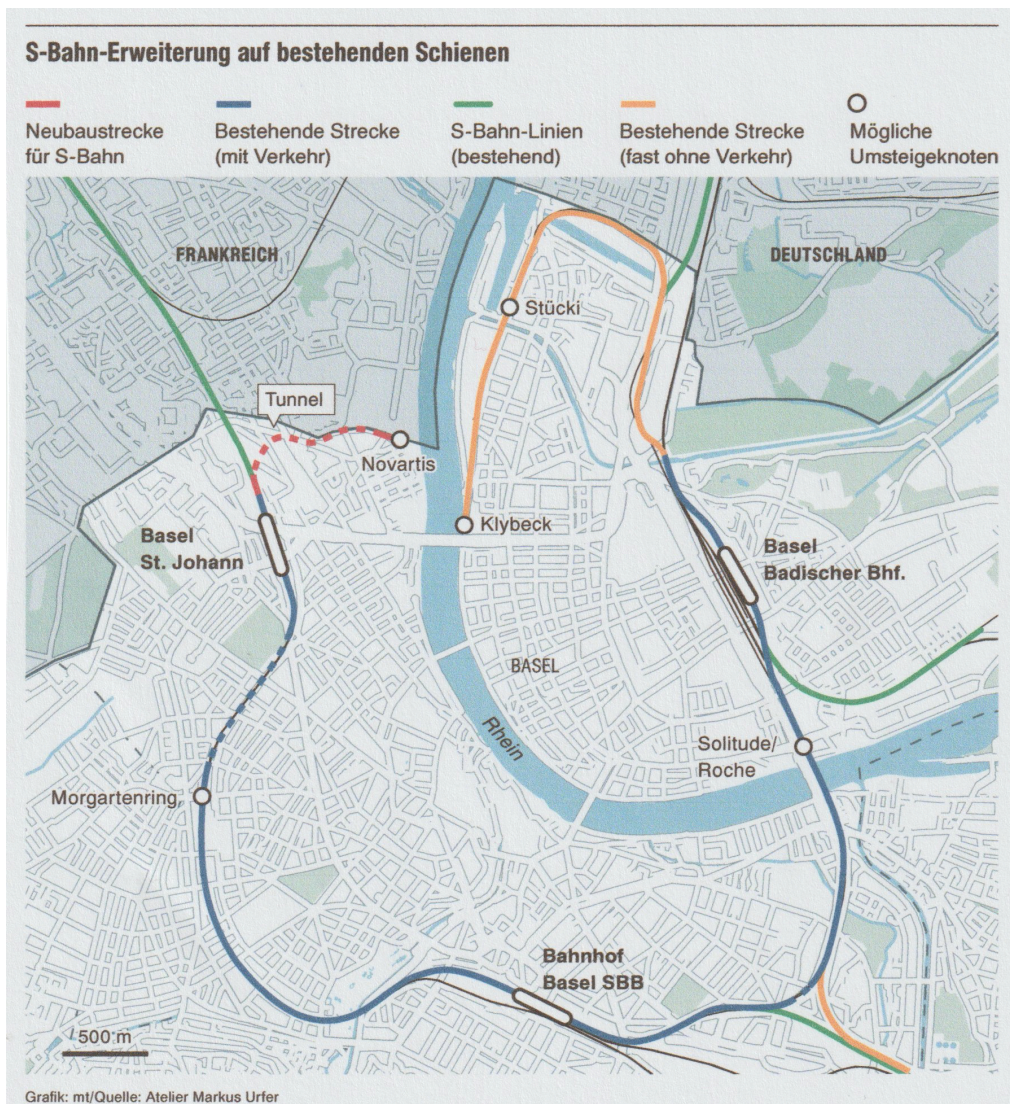 S-Bahn-Erweiterung auf bestehenden Schienen
Neubaustrecke
für S-Bahn
Bestehende Strecke
(mit Verkehr)
S-Bahn-Linien
(bestehend)
Bestehende Strecke
(fast ohne Verkehr)
Mögliche
Umsteigeknoten
FRANKREICH
DEUTSCHLAND
Stücki
Tunnel
Novartis
Klybeck
Basel
St. Johann
Basel
Badischer Bhf.
BASEL
Rhein
Solitude/
Roche
Morgartenring
Bahnhof
Basel SBB
500 m
Grafik: mt/Quelle: Atelier Markus Urfer